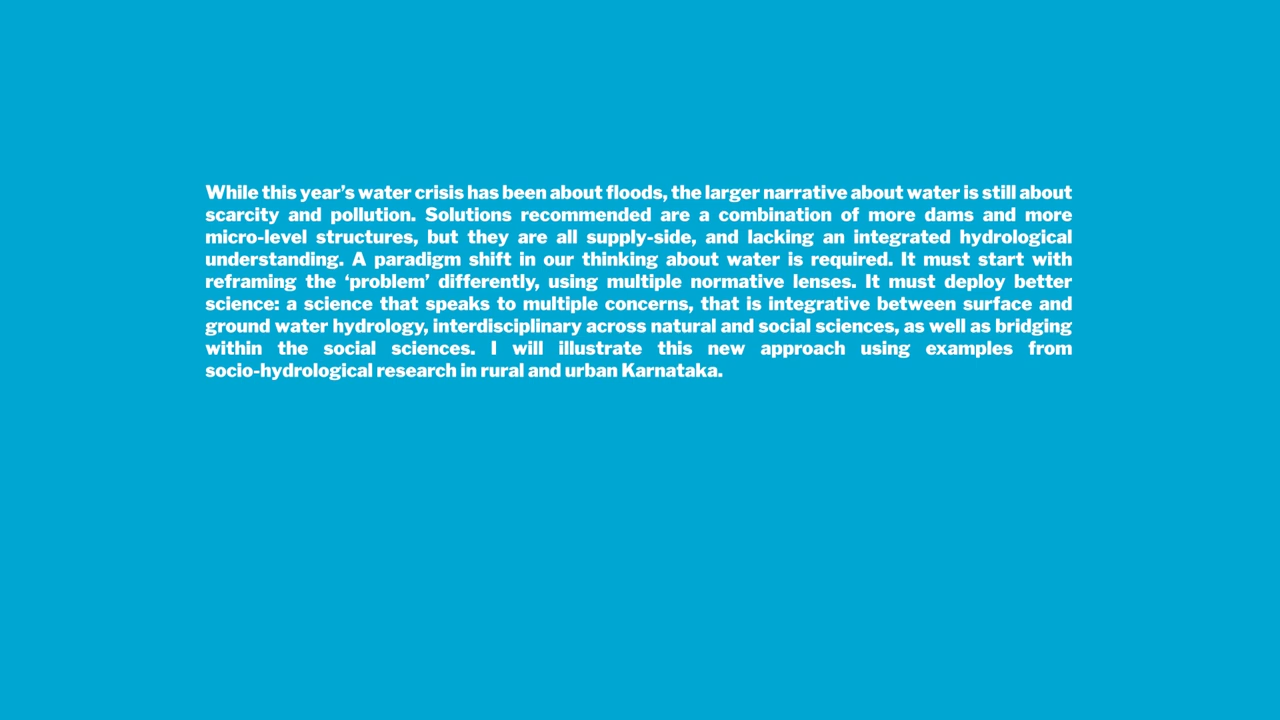 While this year’s water crisis has been about floods, the larger narrative about water is still about
scarcity and pollution. Solutions recommended are a combination of more dams and more
micro-level structures, but they are all supply-side, and lacking an integrated hydrological
understanding. A paradigm shift in our thinking about water is required. It must start with
reframing the ‘problem’ differently, using multiple normative lenses. It must deploy better
science: a science that speaks to multiple concerns, that is integrative between surface and
ground water hydrology, interdisciplinary across natural and social sciences, as well as bridging
within the social sciences. I will illustrate this new approach using examples from
socio-hydrological research in rural and urban Karnataka.